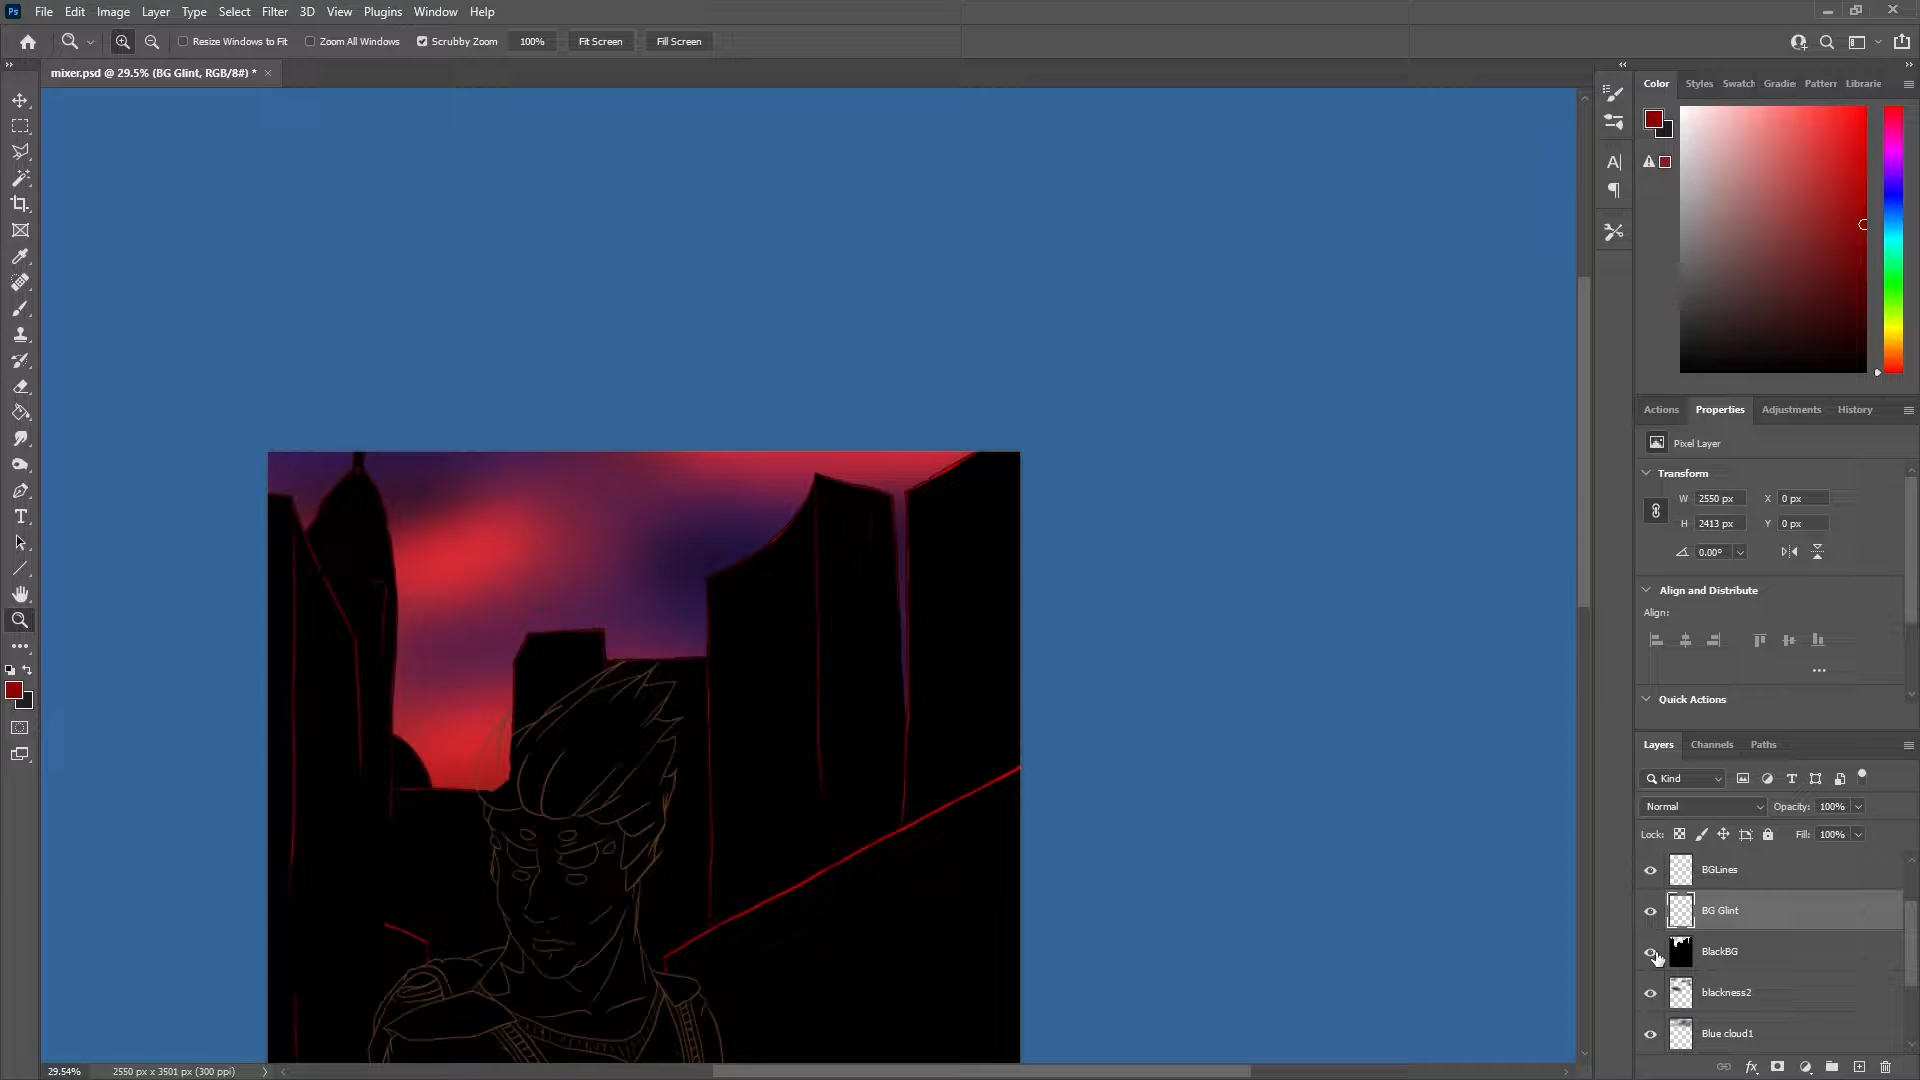 Ps File Edit Image Layer Type Select Filter 3D View Plugins Window Help
Resize Windows to Fit Zoom All Windows Scrubby Zoom 100% Fit Screen Fill Screen
mixer.psd @ 29.5% (BG Glint, RGB/8#) * ×
Color Styles Swatch Gradie Pattern Librarie
Actions Properties Adjustments History
Pixel Layer
Transform
W 2550 px X 0 px
H 2413 px Y 0 px
0.00°
Align and Distribute
Align:
Quick Actions
Layers Channels Paths
Kind
Normal Opacity: 100%
Lock: Fill: 100%
BGLines
BG Glint
BlackBG
blackness2
Blue cloud1
29.54% 2550 px x 3501 px (300 ppi)